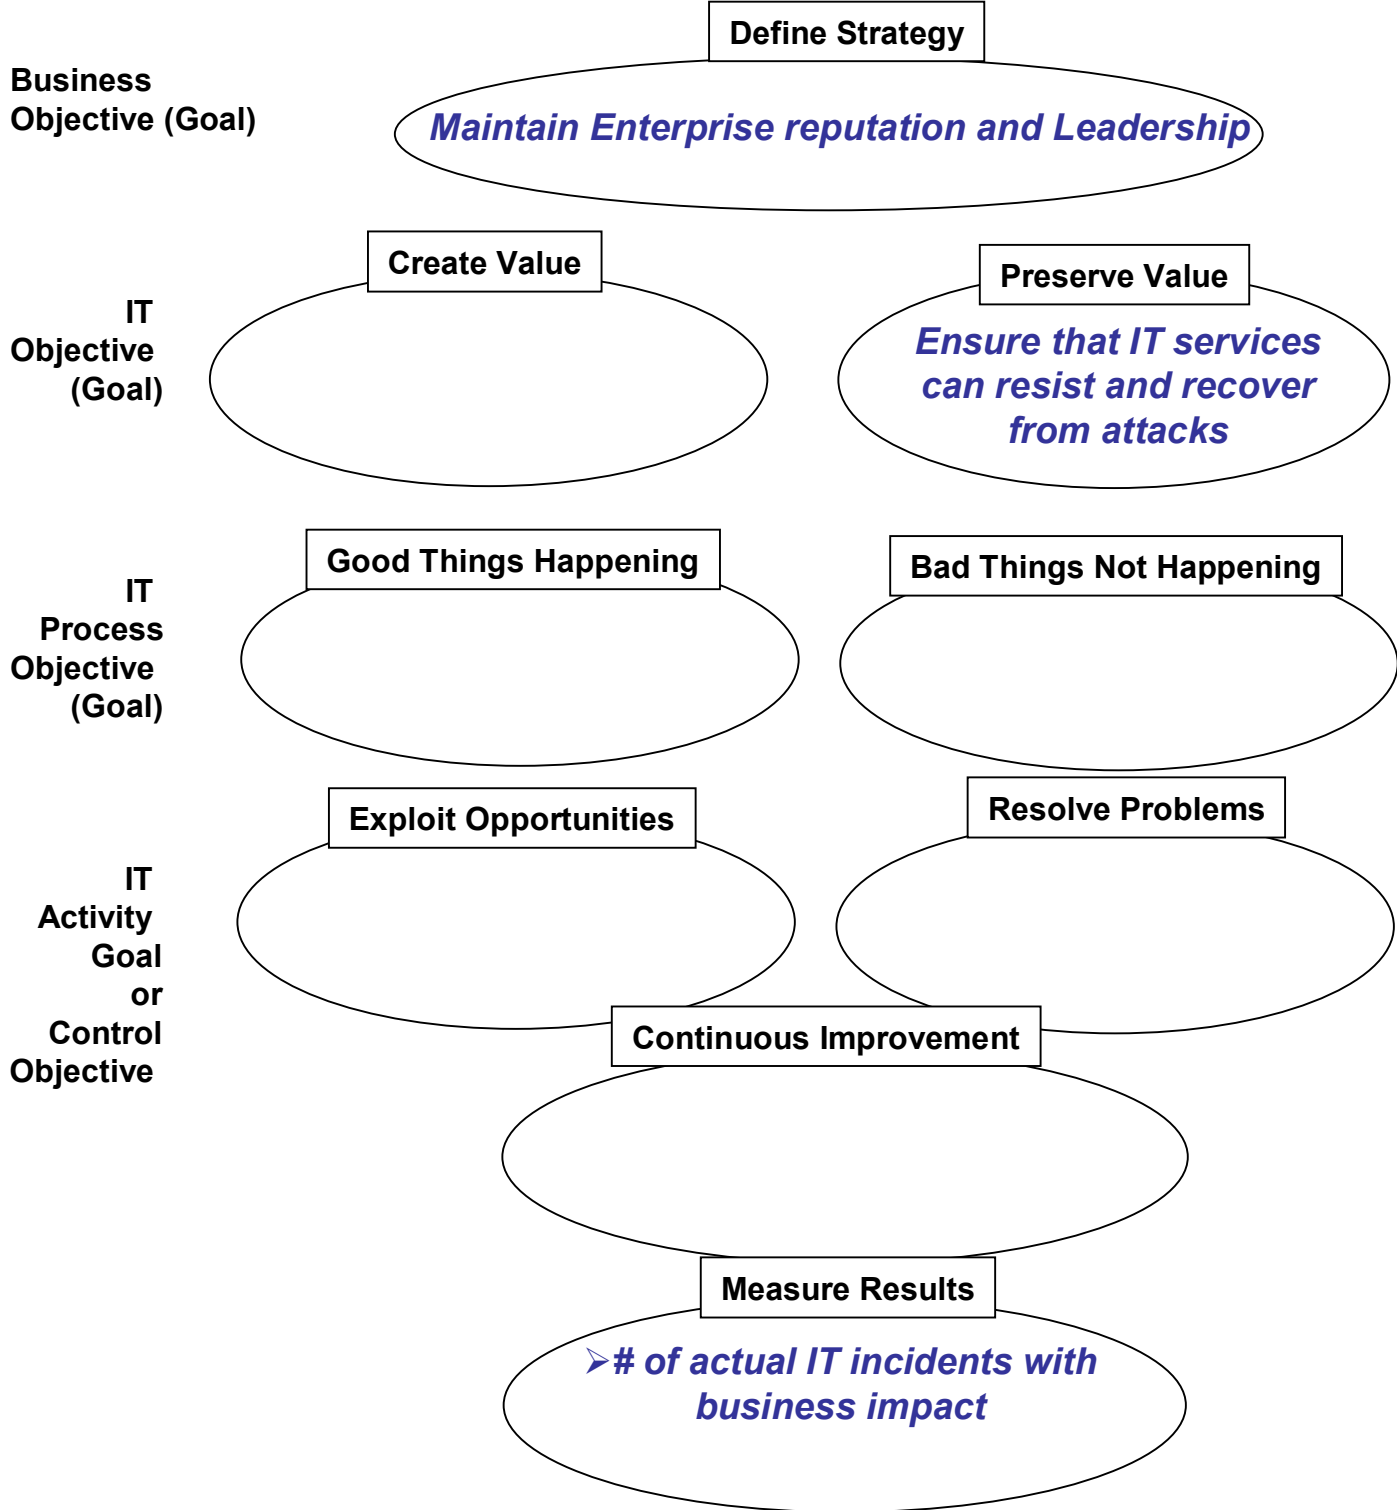 Define Strategy
Business
Objective (Goal)
Maintain Enterprise reputation and Leadership
Create Value
Preserve Value
IT
Objective
(Goal)
Ensure that IT services
can resist and recover
from attacks
Good Things Happening
Bad Things Not Happening
IT
Process
Objective
(Goal)
Exploit Opportunities
Resolve Problems
IT
Activity
Goal
or
Control
Objective
Continuous Improvement
Measure Results
➢# of actual IT incidents with
business impact